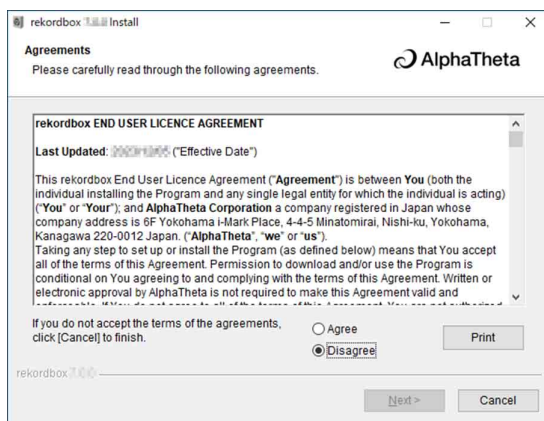 rekordbox Install
Agreements
Please carefully read through the following agreements.
AlphaTheta
rekordbox END USER LICENCE AGREEMENT
Last Updated: ("Effective Date")
This rekordbox End User Licence Agreement ("Agreement") is between You (both the
individual installing the Program and any single legal entity for which the individual is acting)
("You" or "Your"); and AlphaTheta Corporation a company registered in Japan whose
company address is 6F Yokohama i-Mark Place, 4-4-5 Minatomirai, Nishi-ku, Yokohama,
Kanagawa 220-0012 Japan. ("AlphaTheta", "we" or "us").
Taking any step to set up or install the Program (as defined below) means that You accept
all of the terms of this Agreement. Permission to download and/or use the Program is
conditional on You agreeing to and complying with the terms of this Agreement. Written or
electronic approval by AlphaTheta is not required to make this Agreement valid and
If you do not accept the terms of the agreements,
click [Cancel] to finish.
Agree
Disagree
Print
rekordbox
Next >
Cancel